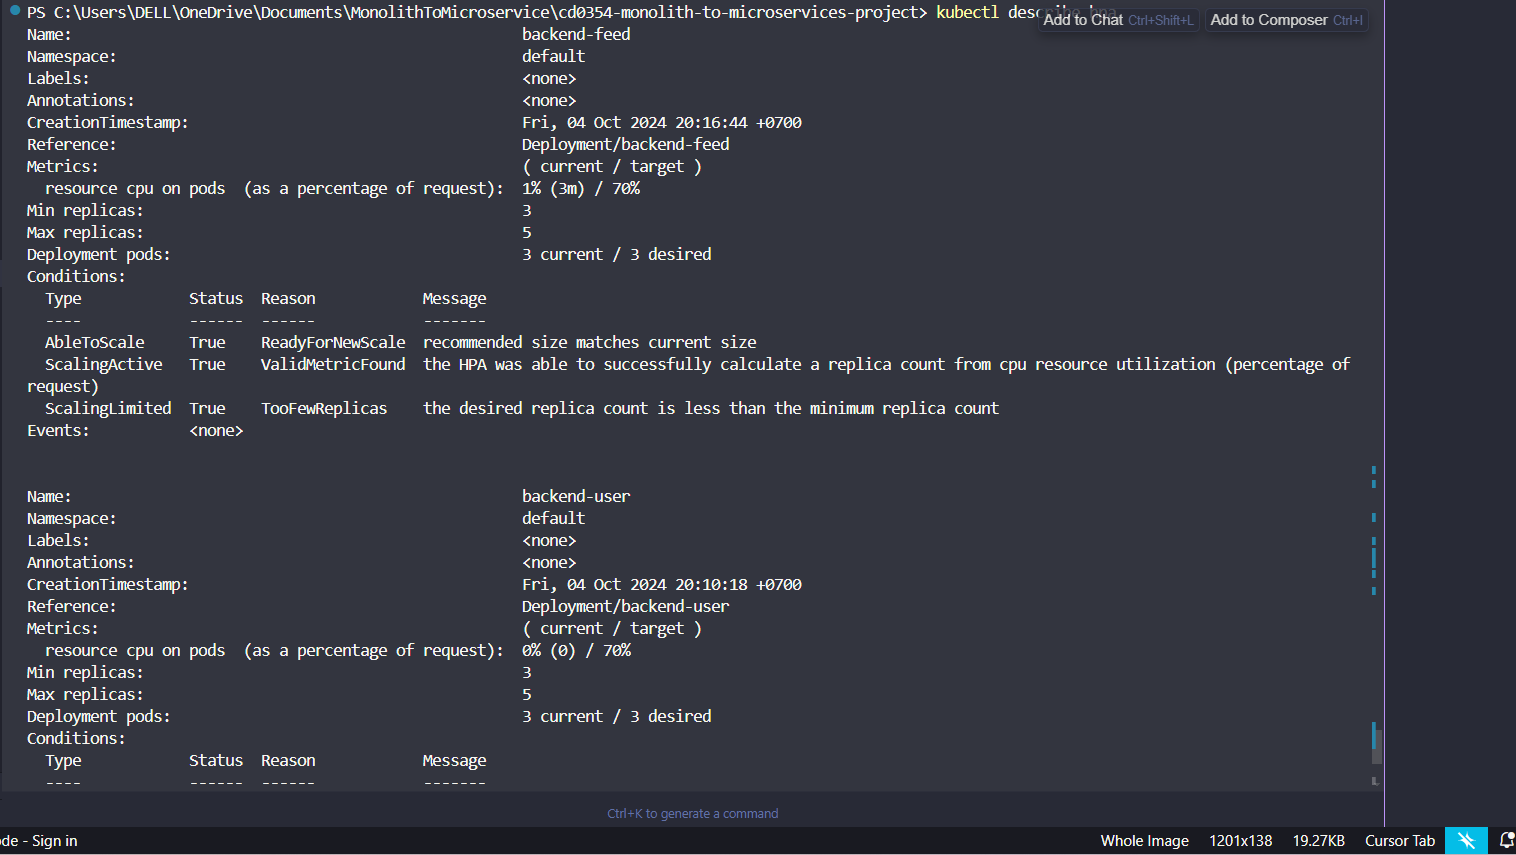 PS C:\Users\DELL\OneDrive\Documents\MonolithToMicroservice\cd0354-monolith-to-microservices-project> kubectl describe hpa
Add to Chat Ctrl+Shift+L Add to Composer Ctrl+I
Name: backend-feed
Namespace: default
Labels: <none>
Annotations: <none>
CreationTimestamp: Fri, 04 Oct 2024 20:16:44 +0700
Reference: Deployment/backend-feed
Metrics: ( current / target )
resource cpu on pods (as a percentage of request): 1% (3m) / 70%
Min replicas: 3
Max replicas: 5
Deployment pods: 3 current / 3 desired
Conditions:
Type Status Reason Message
---- ------ ------ -------
AbleToScale True ReadyForNewScale recommended size matches current size
ScalingActive True ValidMetricFound the HPA was able to successfully calculate a replica count from cpu resource utilization (percentage of
request)
ScalingLimited True TooFewReplicas the desired replica count is less than the minimum replica count
Events: <none>
Name: backend-user
Namespace: default
Labels: <none>
Annotations: <none>
CreationTimestamp: Fri, 04 Oct 2024 20:10:18 +0700
Reference: Deployment/backend-user
Metrics: ( current / target )
resource cpu on pods (as a percentage of request): 0% (0) / 70%
Min replicas: 3
Max replicas: 5
Deployment pods: 3 current / 3 desired
Conditions:
Type Status Reason Message
---- ------ ------ -------
Ctrl+K to generate a command
ode - Sign in Whole Image 1201x138 19.27KB Cursor Tab